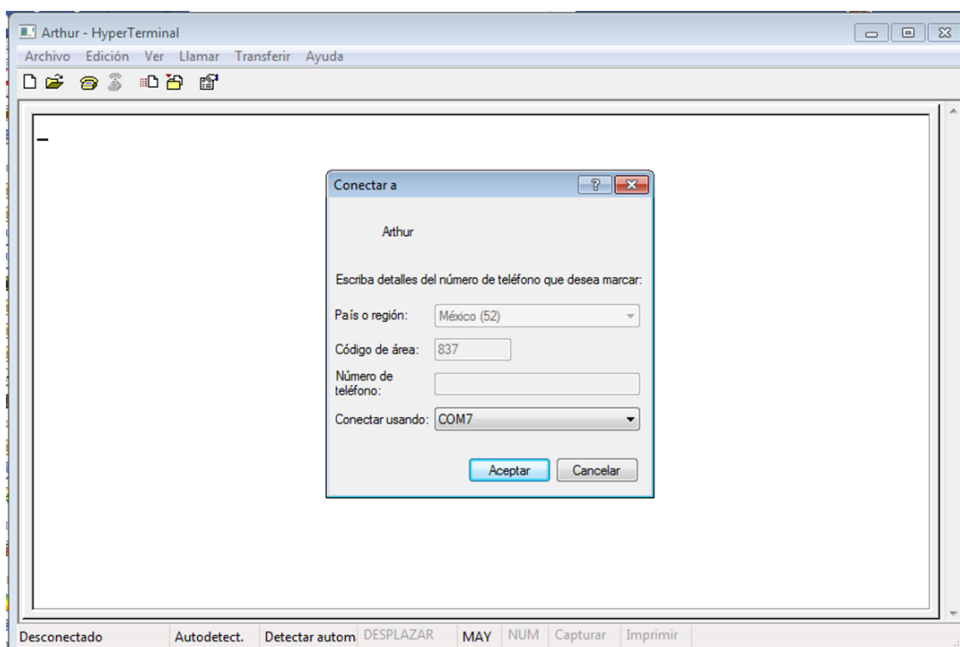 Arthur - HyperTerminal
Archivo Edición Ver Llamar Transferir Ayuda
Conectar a
Arthur
Escriba detalles del número de teléfono que desea marcar:
País o región: México (52)
Código de área: 837
Número de
teléfono:
Conectar usando: COM7
Aceptar Cancelar
Desconectado Autodetect. Detectar autom DESPLAZAR MAY NUM Capturar Imprimir